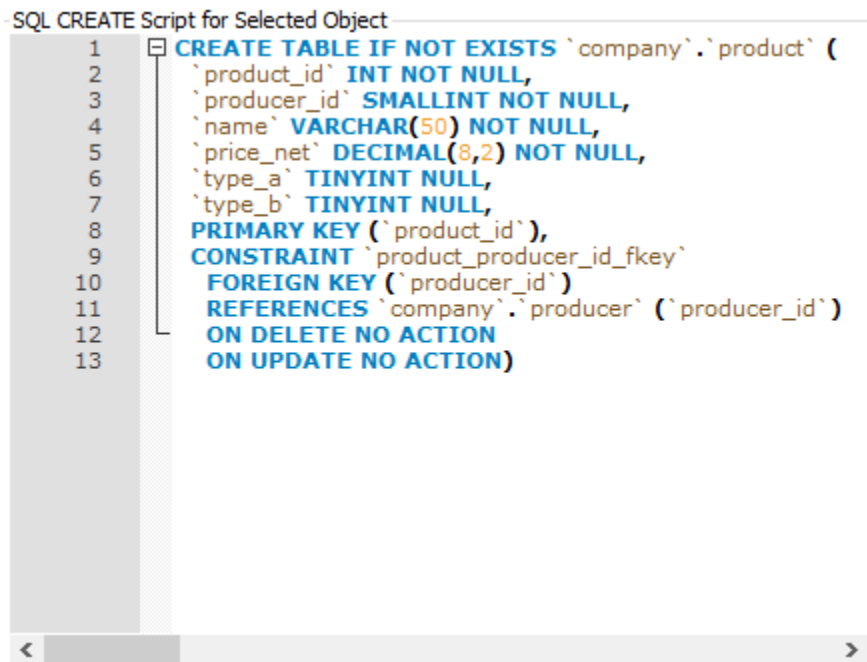 SQL CREATE Script for Selected Object
1 CREATE TABLE IF NOT EXISTS `company`.`product` (
2 `product_id` INT NOT NULL,
3 `producer_id` SMALLINT NOT NULL,
4 `name` VARCHAR(50) NOT NULL,
5 `price_net` DECIMAL(8,2) NOT NULL,
6 `type_a` TINYINT NULL,
7 `type_b` TINYINT NULL,
8 PRIMARY KEY (`product_id`),
9 CONSTRAINT `product_producer_id_fkey`
10 FOREIGN KEY (`producer_id`)
11 REFERENCES `company`.`producer` (`producer_id`)
12 ON DELETE NO ACTION
13 ON UPDATE NO ACTION)